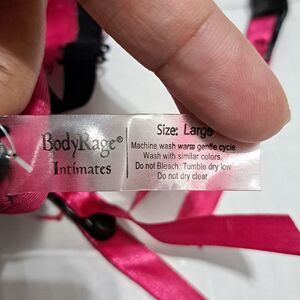 BodyRage®
Intimates
Size: Large
Machine wash warm gentle cycle
Wash with similar colors.
Do not Bleach. Tumble dry low
Do not dry clear